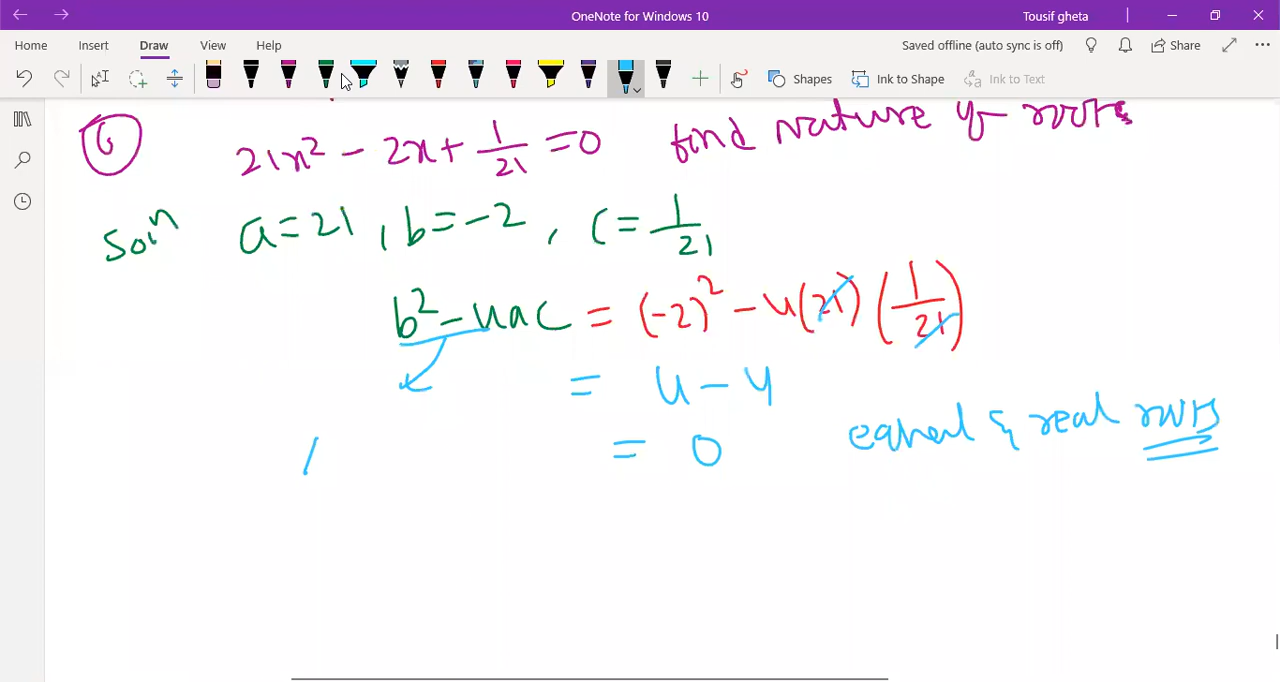 OneNote for Windows 10
Tousif gheta
Home Insert Draw View Help
Saved offline (auto sync is off)
Share
Shapes Ink to Shape Ink to Text
6 21x² - 2x + 1/21 = 0 find nature of roots
Soln a = 21, b = -2, c = 1/21
b² - 4ac = (-2)² - 4(21)(1/21)
= 4 - 4
= 0 equal & real roots